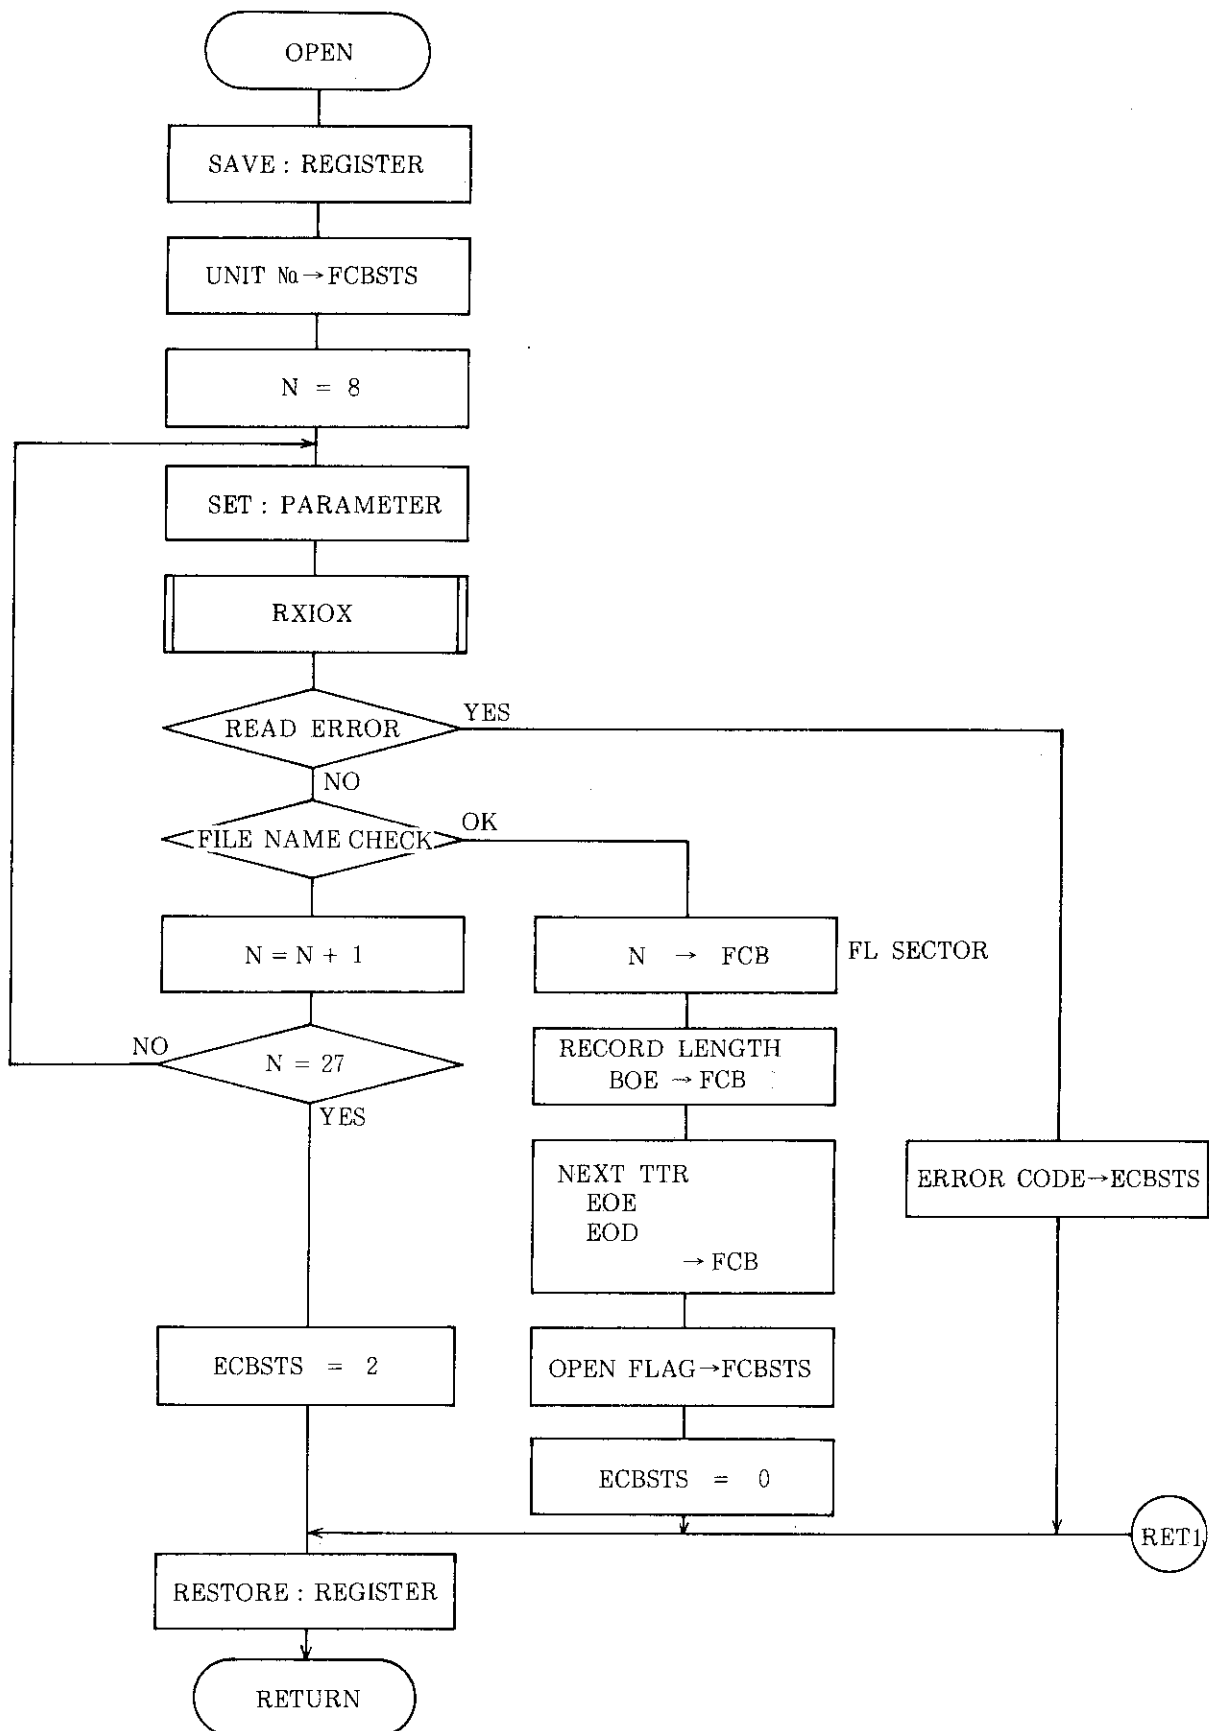 OPEN
SAVE : REGISTER
UNIT № → FCBSTS
N = 8
SET : PARAMETER
RXIOX
READ ERROR
YES
NO
FILE NAME CHECK
OK
N = N + 1
N → FCB
FL SECTOR
NO
N = 27
YES
RECORD LENGTH
BOE → FCB
NEXT TTR
EOE
EOD
→ FCB
ERROR CODE → ECBSTS
ECBSTS = 2
OPEN FLAG → FCBSTS
ECBSTS = 0
RET1
RESTORE : REGISTER
RETURN